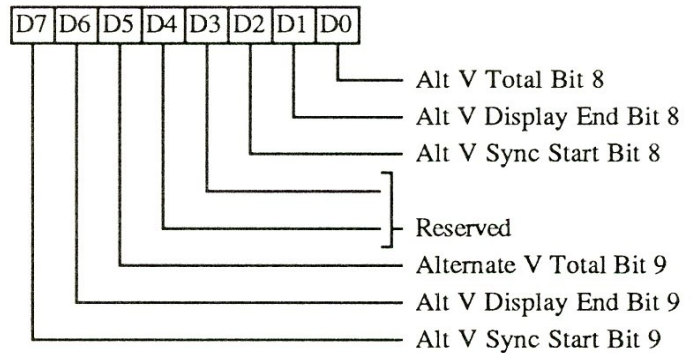 D7 D6 D5 D4 D3 D2 D1 D0
Alt V Total Bit 8
Alt V Display End Bit 8
Alt V Sync Start Bit 8
Reserved
Alternate V Total Bit 9
Alt V Display End Bit 9
Alt V Sync Start Bit 9